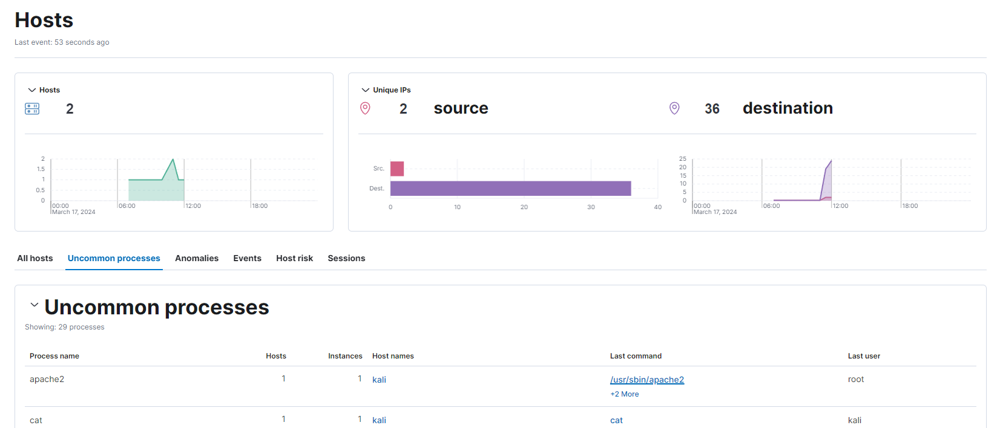 Hosts
Last event: 53 seconds ago
Hosts
2
Unique IPs
2 source
36 destination
2
1.5
1
0.5
0
00:00
March 17, 2024
06:00
12:00
18:00
Src.
Dest.
0 10 20 30 40
25
20
15
10
5
0
00:00
March 17, 2024
06:00
12:00
18:00
All hosts Uncommon processes Anomalies Events Host risk Sessions
Uncommon processes
Showing: 29 processes
Process name Hosts Instances Host names Last command Last user
apache2 1 1 kali /usr/sbin/apache2 root
+2 More
cat 1 1 kali cat kali